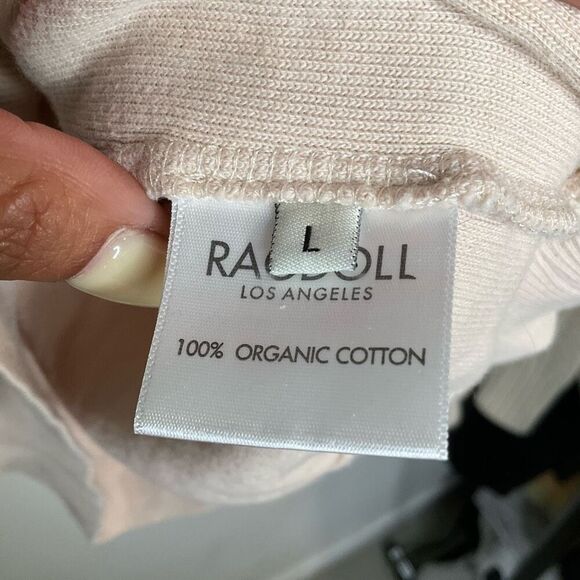 L
RAGDOLL
LOS ANGELES
100% ORGANIC COTTON